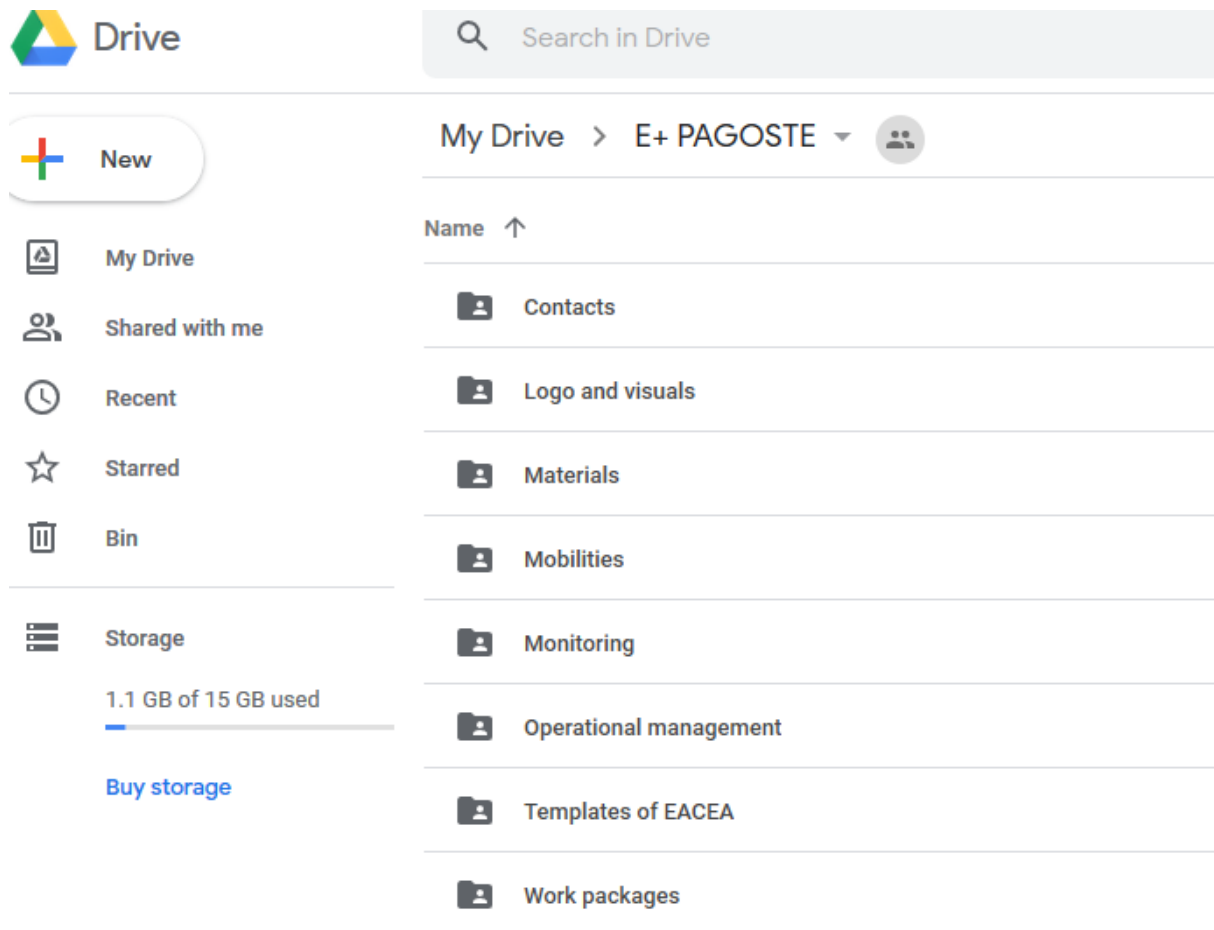 Drive
Search in Drive
New
My Drive
Shared with me
Recent
Starred
Bin
Storage
1.1 GB of 15 GB used
Buy storage
My Drive > E+ PAGOSTE
Name
Contacts
Logo and visuals
Materials
Mobilities
Monitoring
Operational management
Templates of EACEA
Work packages